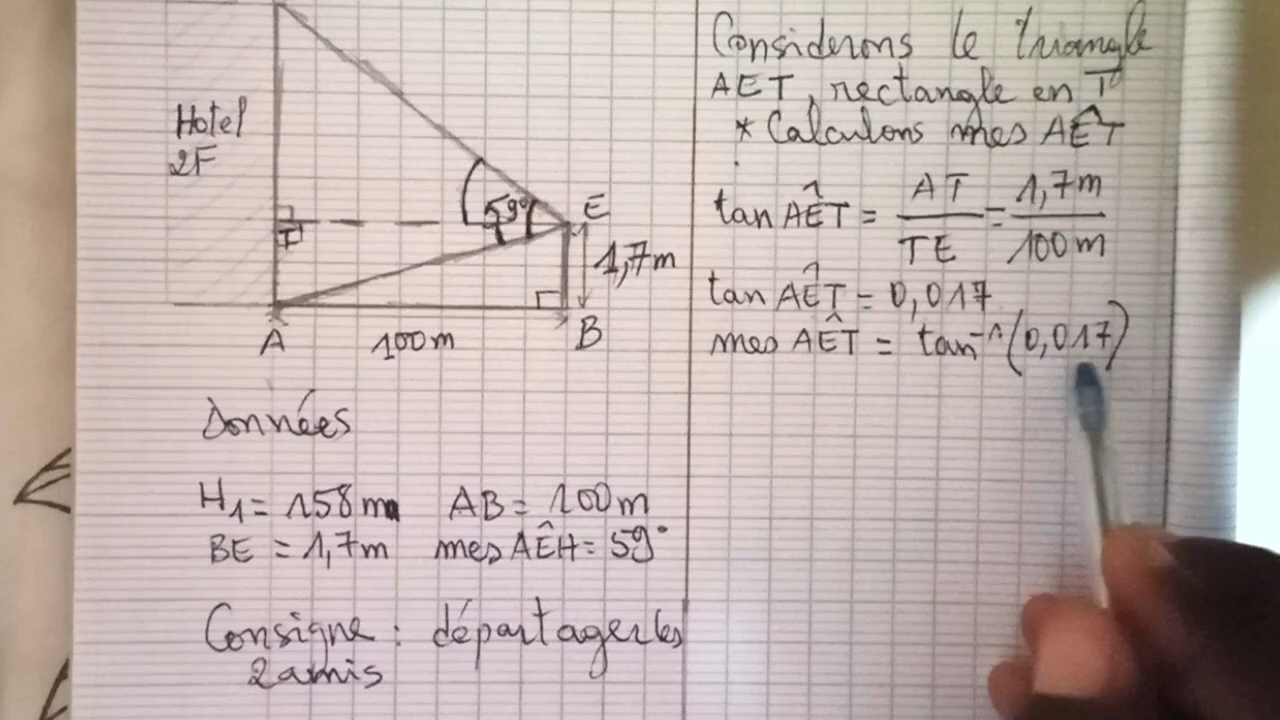 Hotel
2F
T
59°
E
1,7m
A
100m
B
Données
H₁ = 158m AB = 100m
BE = 1,7m mes AÊH = 59°
Consigne : départager les
2 amis
Considerons le triangle
AET, rectangle en T
* Calculons mes AÊT
tan AÊT = AT/TE = 1,7m/100m
tan AÊT = 0,017
mes AÊT = tan⁻¹(0,017)